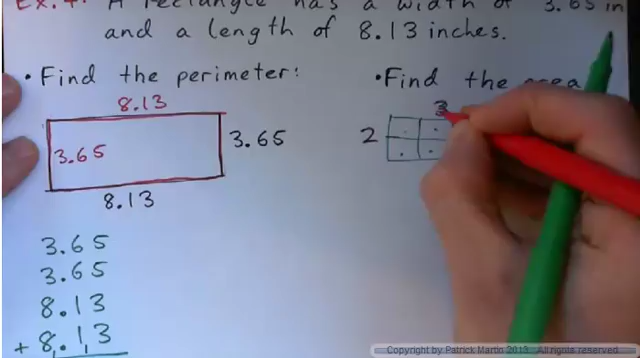 Ex. 4: A rectangle has a width of 3.65 in
and a length of 8.13 inches.
• Find the perimeter:
8.13
3.65
3.65
8.13
3.65
3.65
8.13
+ 8.13
• Find the area
3
2
Copyright by Patrick Martin 2013. All rights reserved.